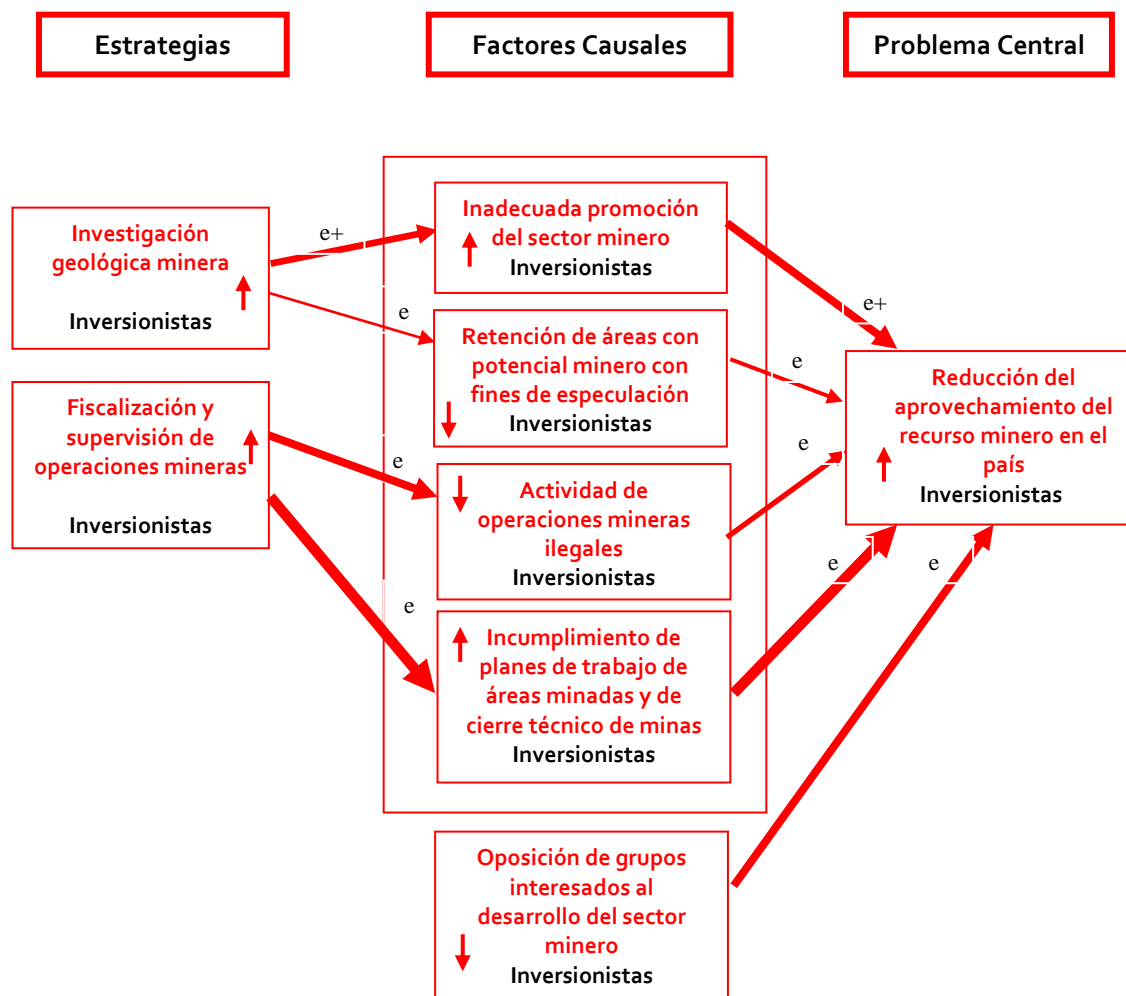 Estrategias
Factores Causales
Problema Central
Investigación
geológica minera
Inversionistas
Fiscalización y
supervisión de
operaciones mineras
Inversionistas
e+
e
e
e
Inadecuada promoción
del sector minero
Inversionistas
Retención de áreas con
potencial minero con
fines de especulación
Inversionistas
Actividad de
operaciones mineras
ilegales
Inversionistas
Incumplimiento de
planes de trabajo de
áreas minadas y de
cierre técnico de minas
Inversionistas
Oposición de grupos
interesados al
desarrollo del sector
minero
Inversionistas
e+
e
e
e
e
Reducción del
aprovechamiento del
recurso minero en el
país
Inversionistas